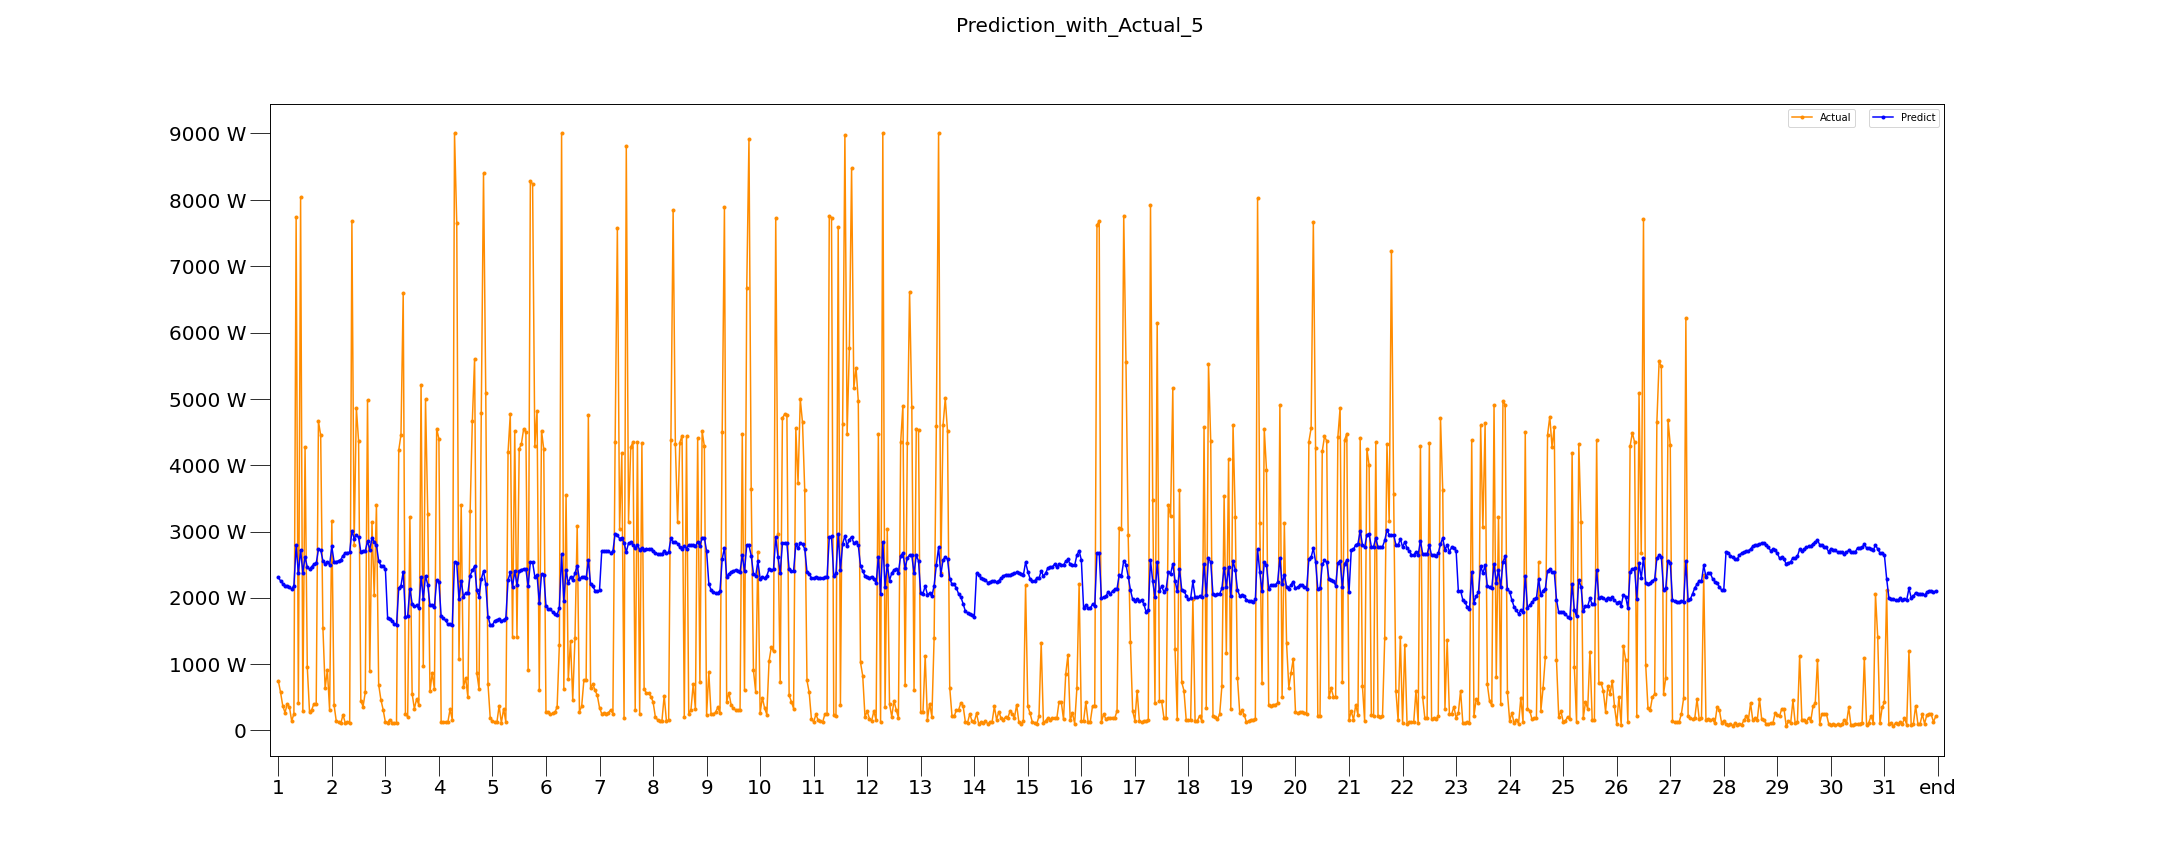 Prediction_with_Actual_5
Actual Predict
9000 W
8000 W
7000 W
6000 W
5000 W
4000 W
3000 W
2000 W
1000 W
0
1 2 3 4 5 6 7 8 9 10 11 12 13 14 15 16 17 18 19 20 21 22 23 24 25 26 27 28 29 30 31 end